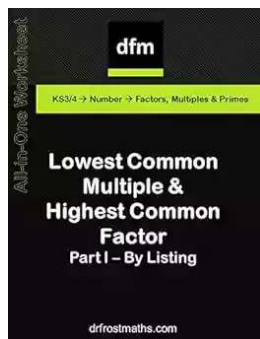 dfm
KS3/4 → Number → Factors, Multiples & Primes
All-in-One Worksheet
Lowest Common
Multiple &
Highest Common
Factor
Part I – By Listing
drfrostmaths.com